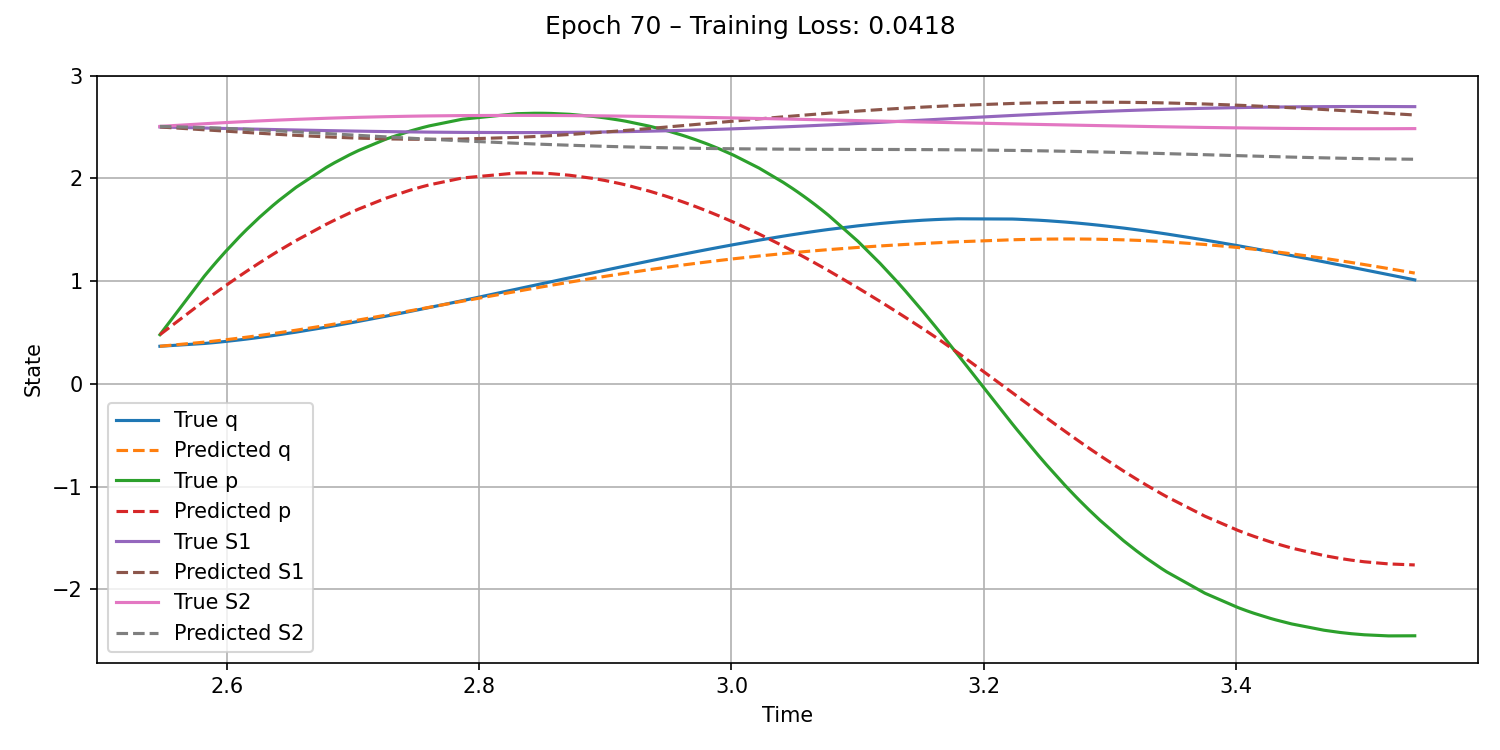 Epoch 70 – Training Loss: 0.0418
3
2
1
0
−1
−2
State
True q
Predicted q
True p
Predicted p
True S1
Predicted S1
True S2
Predicted S2
2.6 2.8 3.0 3.2 3.4
Time